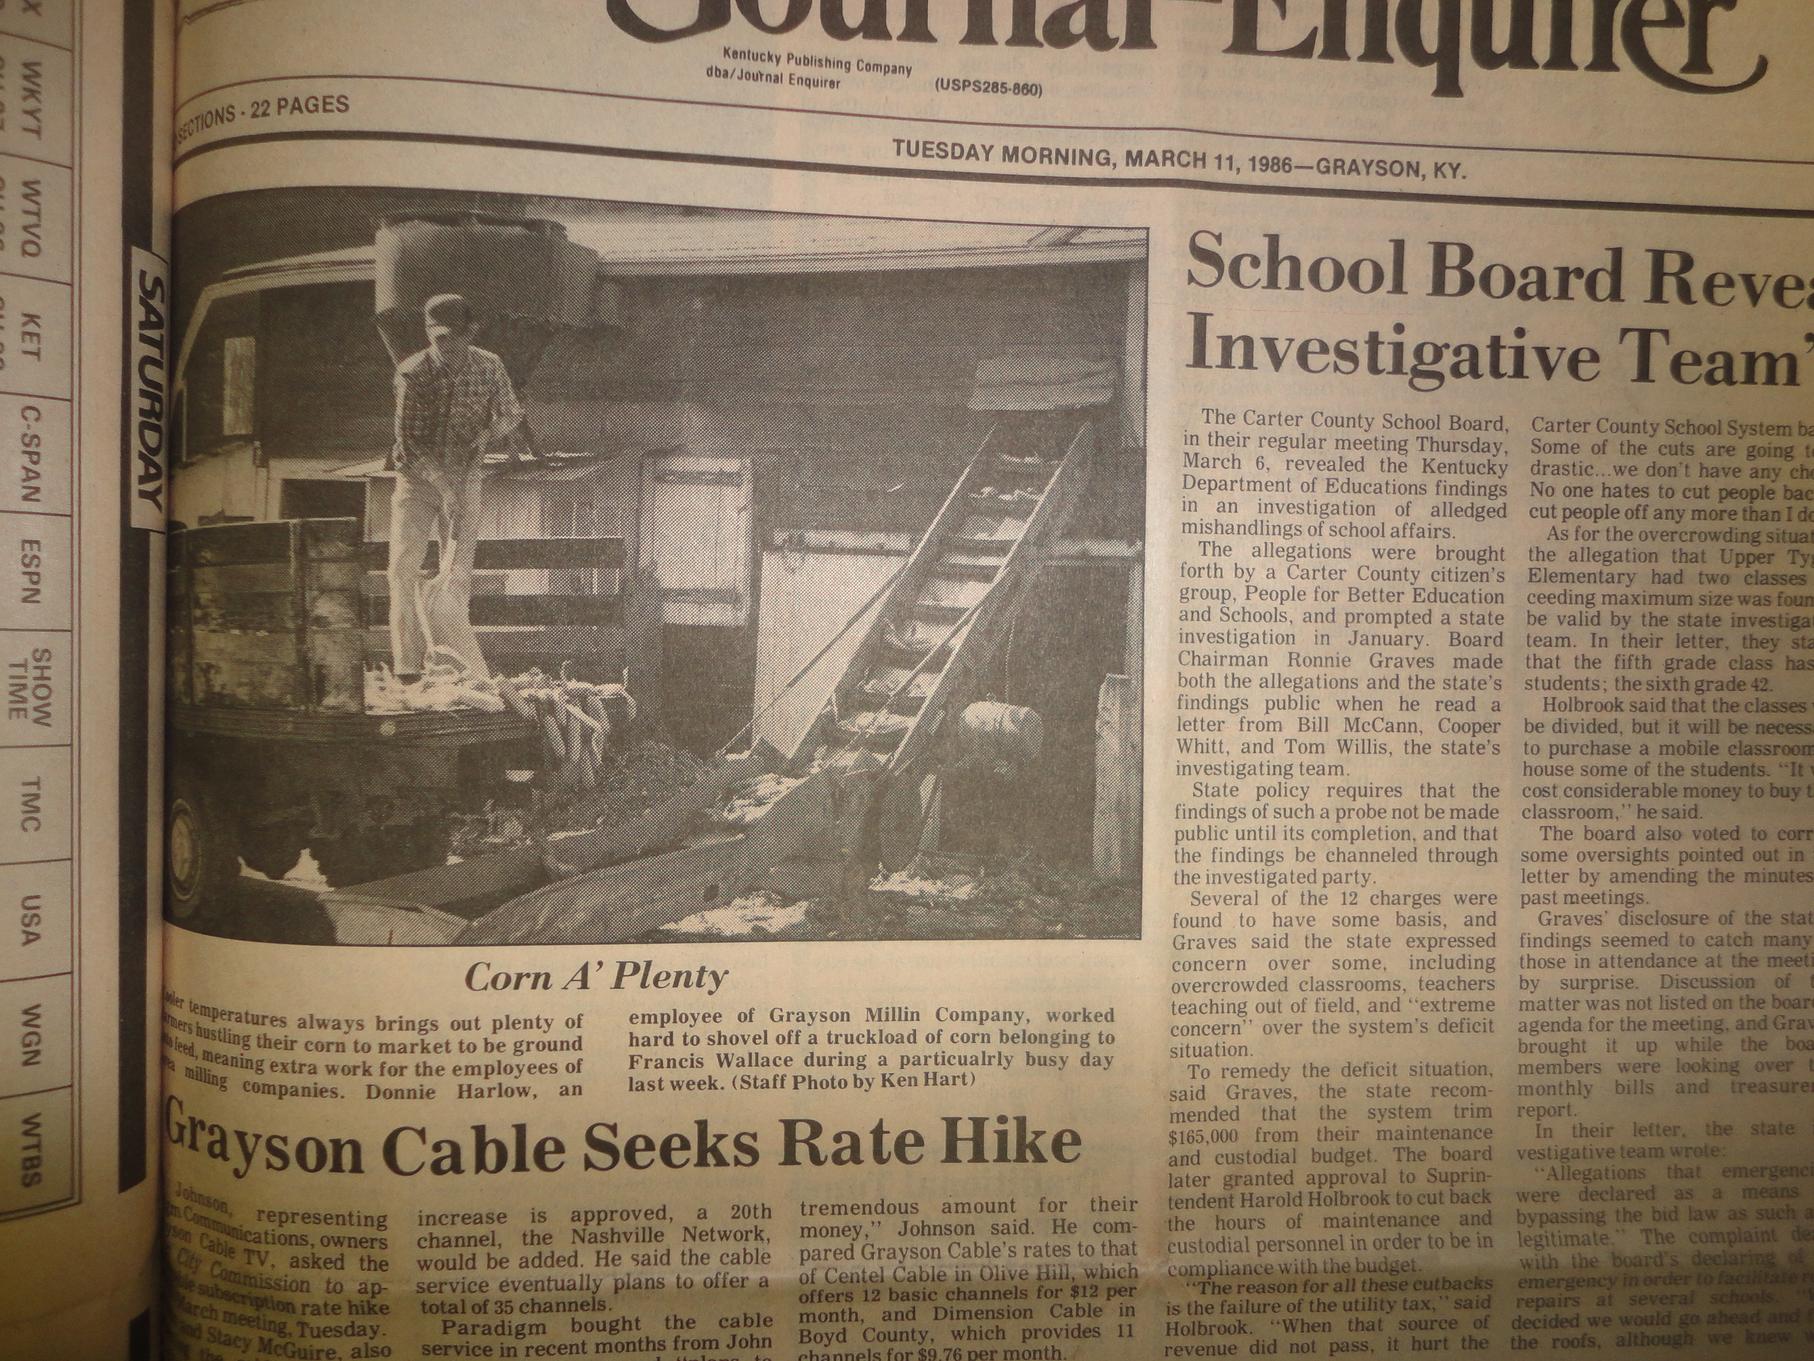 WKYT
WTVQ
KET
C-SPAN
ESPN
SHOW
TIME
TMC
USA
WGN
WTBS
SATURDAY
Journal-Enquirer
Kentucky Publishing Company
dba/Journal Enquirer
(USPS285-860)
SECTIONS - 22 PAGES
TUESDAY MORNING, MARCH 11, 1986—GRAYSON, KY.
Corn A' Plenty
temperatures always brings out plenty of
hustling their corn to market to be ground
feed, meaning extra work for the employees of
milling companies. Donnie Harlow, an
employee of Grayson Millin Company, worked
hard to shovel off a truckload of corn belonging to
Francis Wallace during a particualrly busy day
last week. (Staff Photo by Ken Hart)
Grayson Cable Seeks Rate Hike
Johnson, representing
Communications, owners
Cable TV, asked the
City Commission to ap-
subscription rate hike
March meeting, Tuesday.
and Stacy McGuire, also
increase is approved, a 20th
channel, the Nashville Network,
would be added. He said the cable
service eventually plans to offer a
total of 35 channels.
Paradigm bought the cable
service in recent months from John
tremendous amount for their
money,'' Johnson said. He com-
pared Grayson Cable's rates to that
of Centel Cable in Olive Hill, which
offers 12 basic channels for $12 per
month, and Dimension Cable in
Boyd County, which provides 11
channels for $9.76 per month.
School Board
Investigative Team'
The Carter County School Board,
in their regular meeting Thursday,
March 6, revealed the Kentucky
Department of Educations findings
in an investigation of alledged
mishandlings of school affairs.
The allegations were brought
forth by a Carter County citizen's
group, People for Better Education
and Schools, and prompted a state
investigation in January. Board
Chairman Ronnie Graves made
both the allegations and the state's
findings public when he read a
letter from Bill McCann, Cooper
Whitt, and Tom Willis, the state's
investigating team.
State policy requires that the
findings of such a probe not be made
public until its completion, and that
the findings be channeled through
the investigated party.
Several of the 12 charges were
found to have some basis, and
Graves said the state expressed
concern over some, including
overcrowded classrooms, teachers
teaching out of field, and ''extreme
concern'' over the system's deficit
situation.
To remedy the deficit situation,
said Graves, the state recom-
mended that the system trim
$165,000 from their maintenance
and custodial budget. The board
later granted approval to Suprin-
tendent Harold Holbrook to cut back
the hours of maintenance and
custodial personnel in order to be in
compliance with the budget.
''The reason for all these cutbacks
is the failure of the utility tax,'' said
Holbrook. ''When that source of
revenue did not pass, it hurt the
Carter County School System
Some of the cuts are going
drastic...we don't have any
No one hates to cut people
cut people off any more than I
As for the overcrowding
the allegation that Upper
Elementary had two classes
ceeding maximum size was
be valid by the state
team. In their letter, they
that the fifth grade class has
students; the sixth grade 42.
Holbrook said that the classes
be divided, but it will be
to purchase a mobile classroom
house some of the students. ''It
cost considerable money to buy
classroom,'' he said.
The board also voted to
some oversights pointed out in
letter by amending the minutes
past meetings.
Graves' disclosure of the
findings seemed to catch many
those in attendance at the
by surprise. Discussion of
matter was not listed on the
agenda for the meeting, and
brought it up while the
members were looking over
monthly bills and
report.
In their letter, the state
vestigative team wrote:
''Allegations that
were declared as a means
bypassing the bid law as such
legitimate.'' The complaint
with the board's declaring
emergency in order to facilitate
repairs at several schools.
decided we would go ahead and
the roofs, although we knew